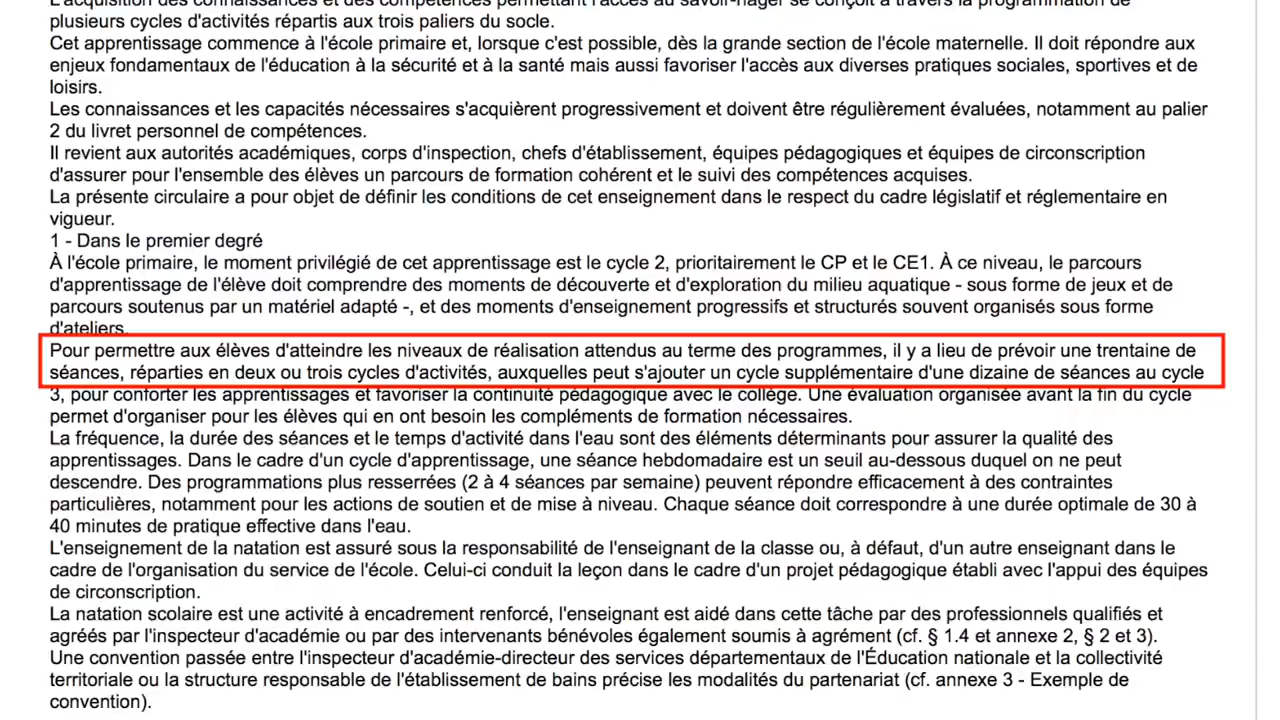 L'acquisition des connaissances et des compétences permettant l'accès au savoir-nager se conçoit à travers la programmation de
plusieurs cycles d'activités répartis aux trois paliers du socle.
Cet apprentissage commence à l'école primaire et, lorsque c'est possible, dès la grande section de l'école maternelle. Il doit répondre aux
enjeux fondamentaux de l'éducation à la sécurité et à la santé mais aussi favoriser l'accès aux diverses pratiques sociales, sportives et de
loisirs.
Les connaissances et les capacités nécessaires s'acquièrent progressivement et doivent être régulièrement évaluées, notamment au palier
2 du livret personnel de compétences.
Il revient aux autorités académiques, corps d'inspection, chefs d'établissement, équipes pédagogiques et équipes de circonscription
d'assurer pour l'ensemble des élèves un parcours de formation cohérent et le suivi des compétences acquises.
La présente circulaire a pour objet de définir les conditions de cet enseignement dans le respect du cadre législatif et réglementaire en
vigueur.
1 - Dans le premier degré
À l'école primaire, le moment privilégié de cet apprentissage est le cycle 2, prioritairement le CP et le CE1. À ce niveau, le parcours
d'apprentissage de l'élève doit comprendre des moments de découverte et d'exploration du milieu aquatique - sous forme de jeux et de
parcours soutenus par un matériel adapté -, et des moments d'enseignement progressifs et structurés souvent organisés sous forme
d'ateliers.
Pour permettre aux élèves d'atteindre les niveaux de réalisation attendus au terme des programmes, il y a lieu de prévoir une trentaine de
séances, réparties en deux ou trois cycles d'activités, auxquelles peut s'ajouter un cycle supplémentaire d'une dizaine de séances au cycle
3, pour conforter les apprentissages et favoriser la continuité pédagogique avec le collège. Une évaluation organisée avant la fin du cycle
permet d'organiser pour les élèves qui en ont besoin les compléments de formation nécessaires.
La fréquence, la durée des séances et le temps d'activité dans l'eau sont des éléments déterminants pour assurer la qualité des
apprentissages. Dans le cadre d'un cycle d'apprentissage, une séance hebdomadaire est un seuil au-dessous duquel on ne peut
descendre. Des programmations plus resserrées (2 à 4 séances par semaine) peuvent répondre efficacement à des contraintes
particulières, notamment pour les actions de soutien et de mise à niveau. Chaque séance doit correspondre à une durée optimale de 30 à
40 minutes de pratique effective dans l'eau.
L'enseignement de la natation est assuré sous la responsabilité de l'enseignant de la classe ou, à défaut, d'un autre enseignant dans le
cadre de l'organisation du service de l'école. Celui-ci conduit la leçon dans le cadre d'un projet pédagogique établi avec l'appui des équipes
de circonscription.
La natation scolaire est une activité à encadrement renforcé, l'enseignant est aidé dans cette tâche par des professionnels qualifiés et
agréés par l'inspecteur d'académie ou par des intervenants bénévoles également soumis à agrément (cf. § 1.4 et annexe 2, § 2 et 3).
Une convention passée entre l'inspecteur d'académie-directeur des services départementaux de l'Éducation nationale et la collectivité
territoriale ou la structure responsable de l'établissement de bains précise les modalités du partenariat (cf. annexe 3 - Exemple de
convention).